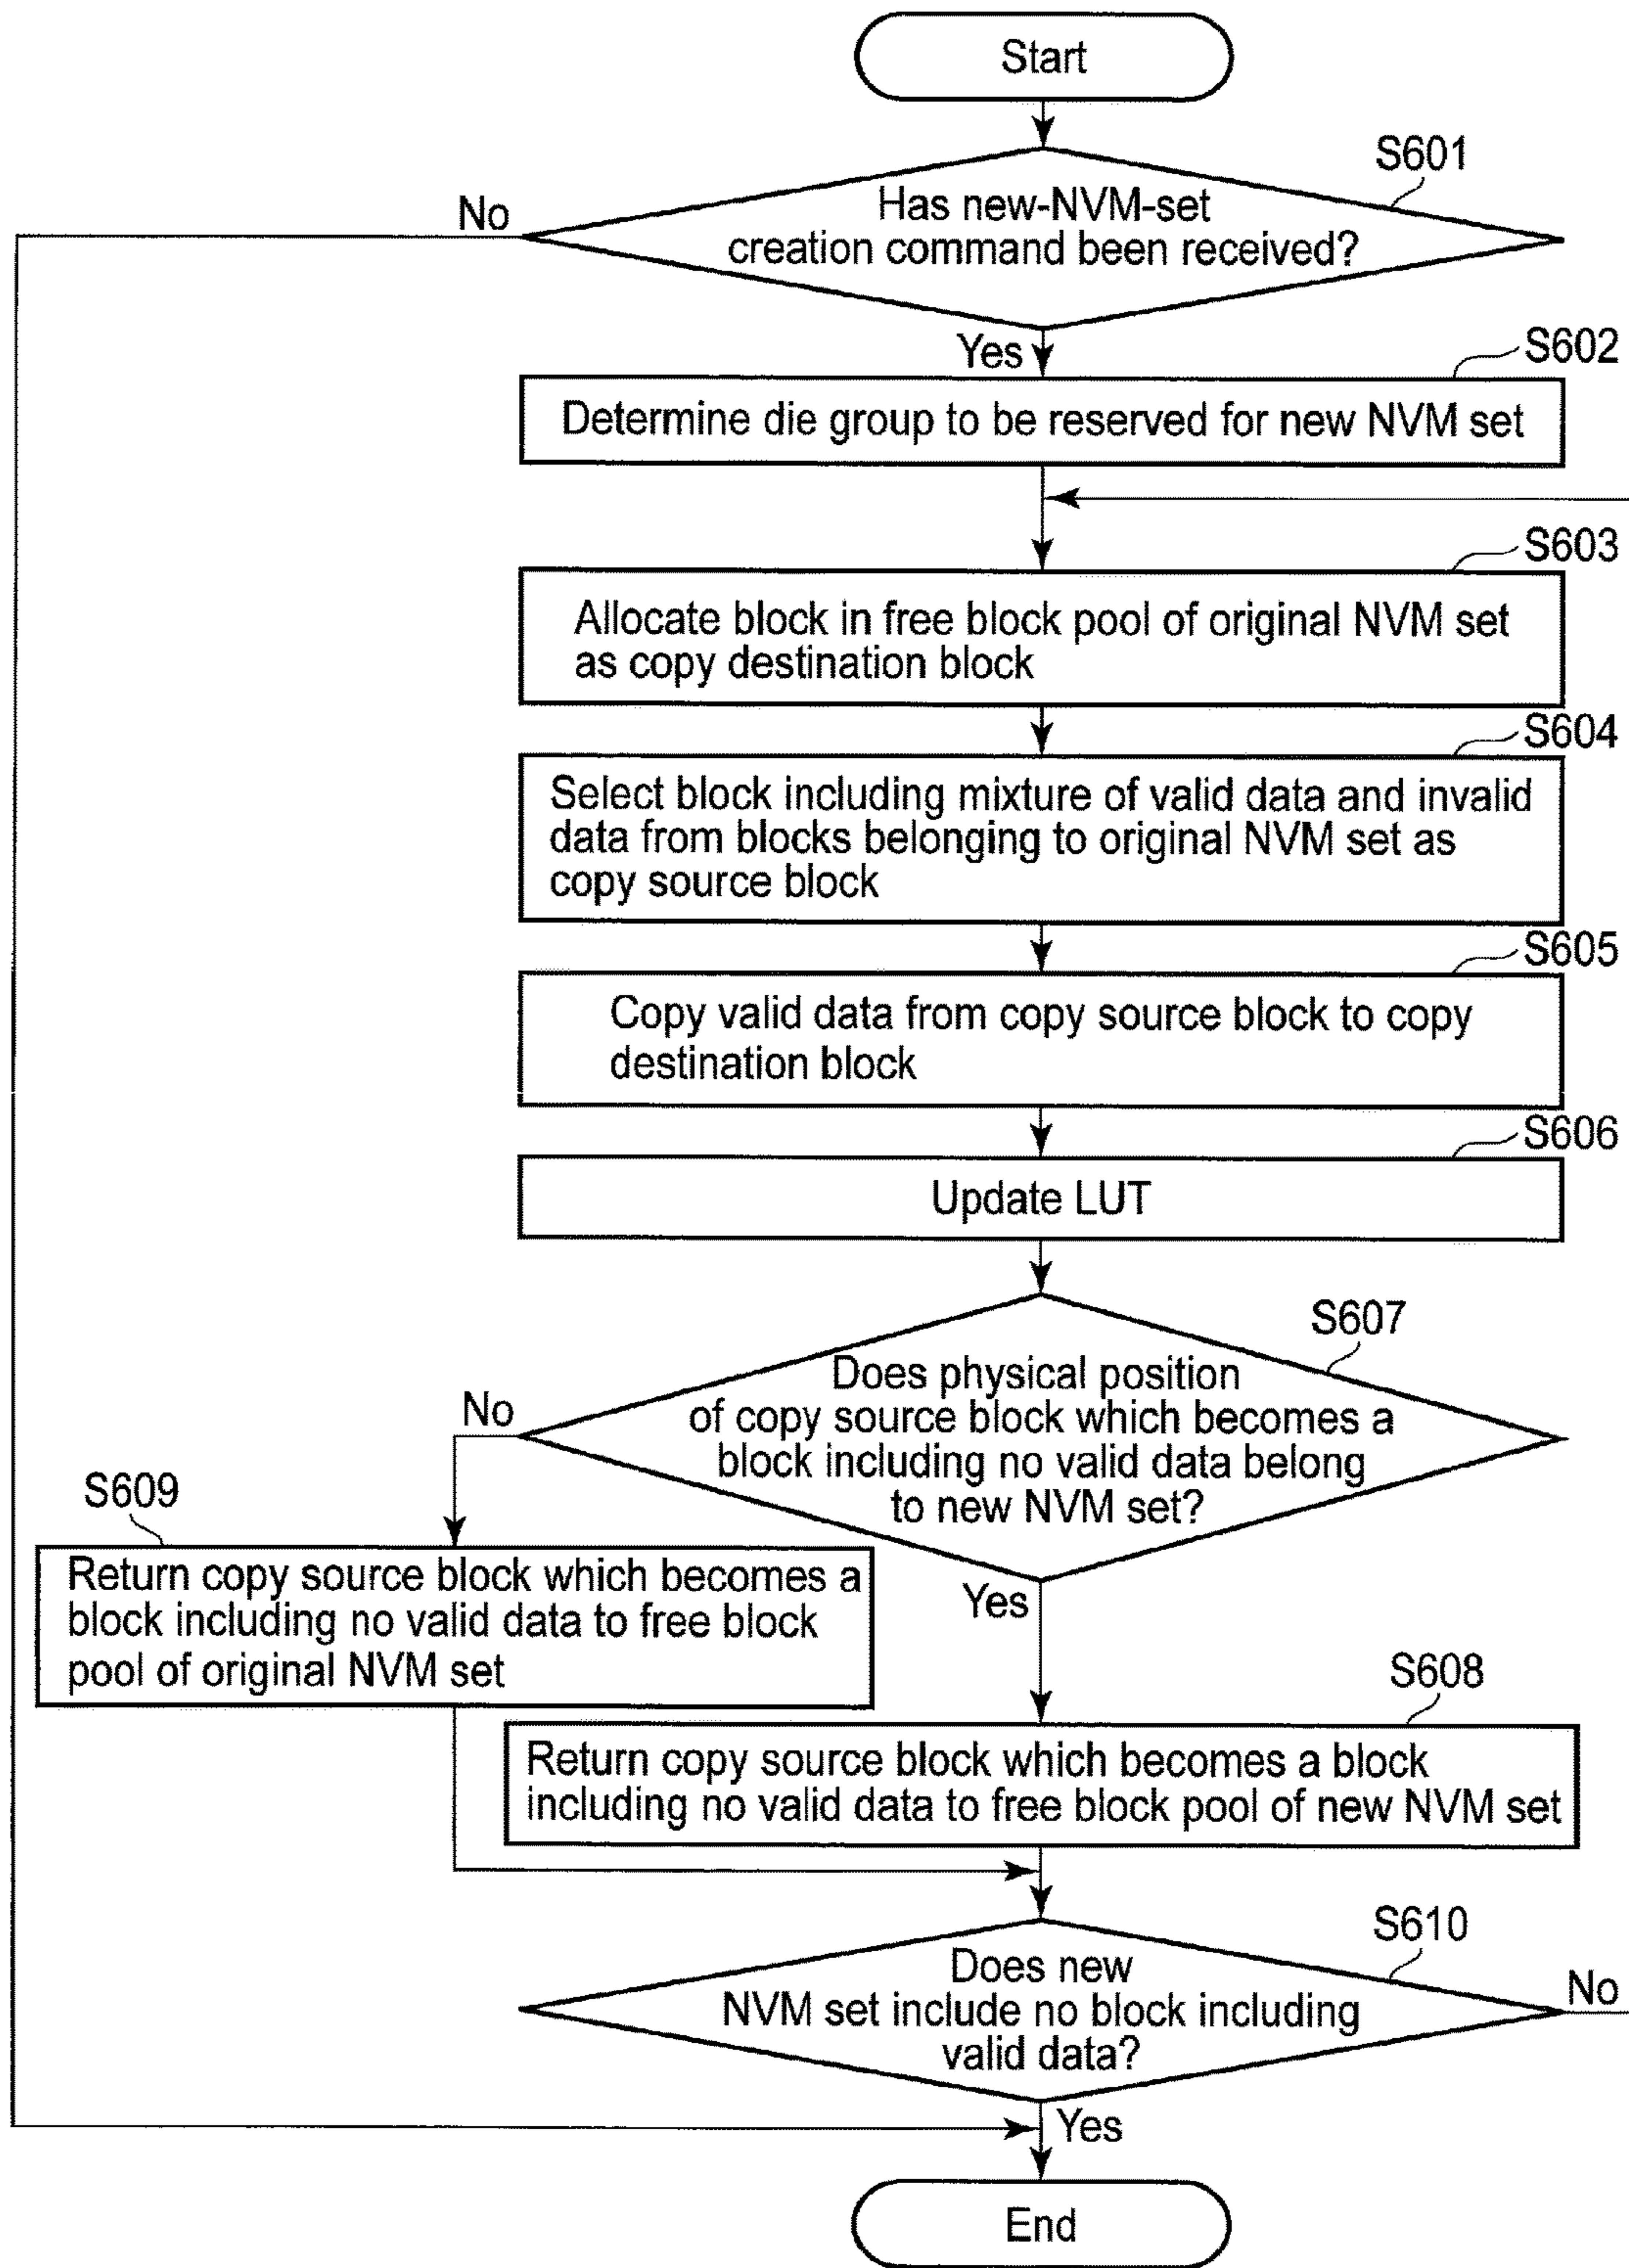 Start
S601
Has new-NVM-set
creation command been received?
No
Yes
S602
Determine die group to be reserved for new NVM set
S603
Allocate block in free block pool of original NVM set
as copy destination block
S604
Select block including mixture of valid data and invalid
data from blocks belonging to original NVM set as
copy source block
S605
Copy valid data from copy source block to copy
destination block
S606
Update LUT
S607
Does physical position
of copy source block which becomes a
block including no valid data belong
to new NVM set?
No
Yes
S609
Return copy source block which becomes a
block including no valid data to free block
pool of original NVM set
S608
Return copy source block which becomes a block
including no valid data to free block pool of new NVM set
S610
Does new
NVM set include no block including
valid data?
No
Yes
End